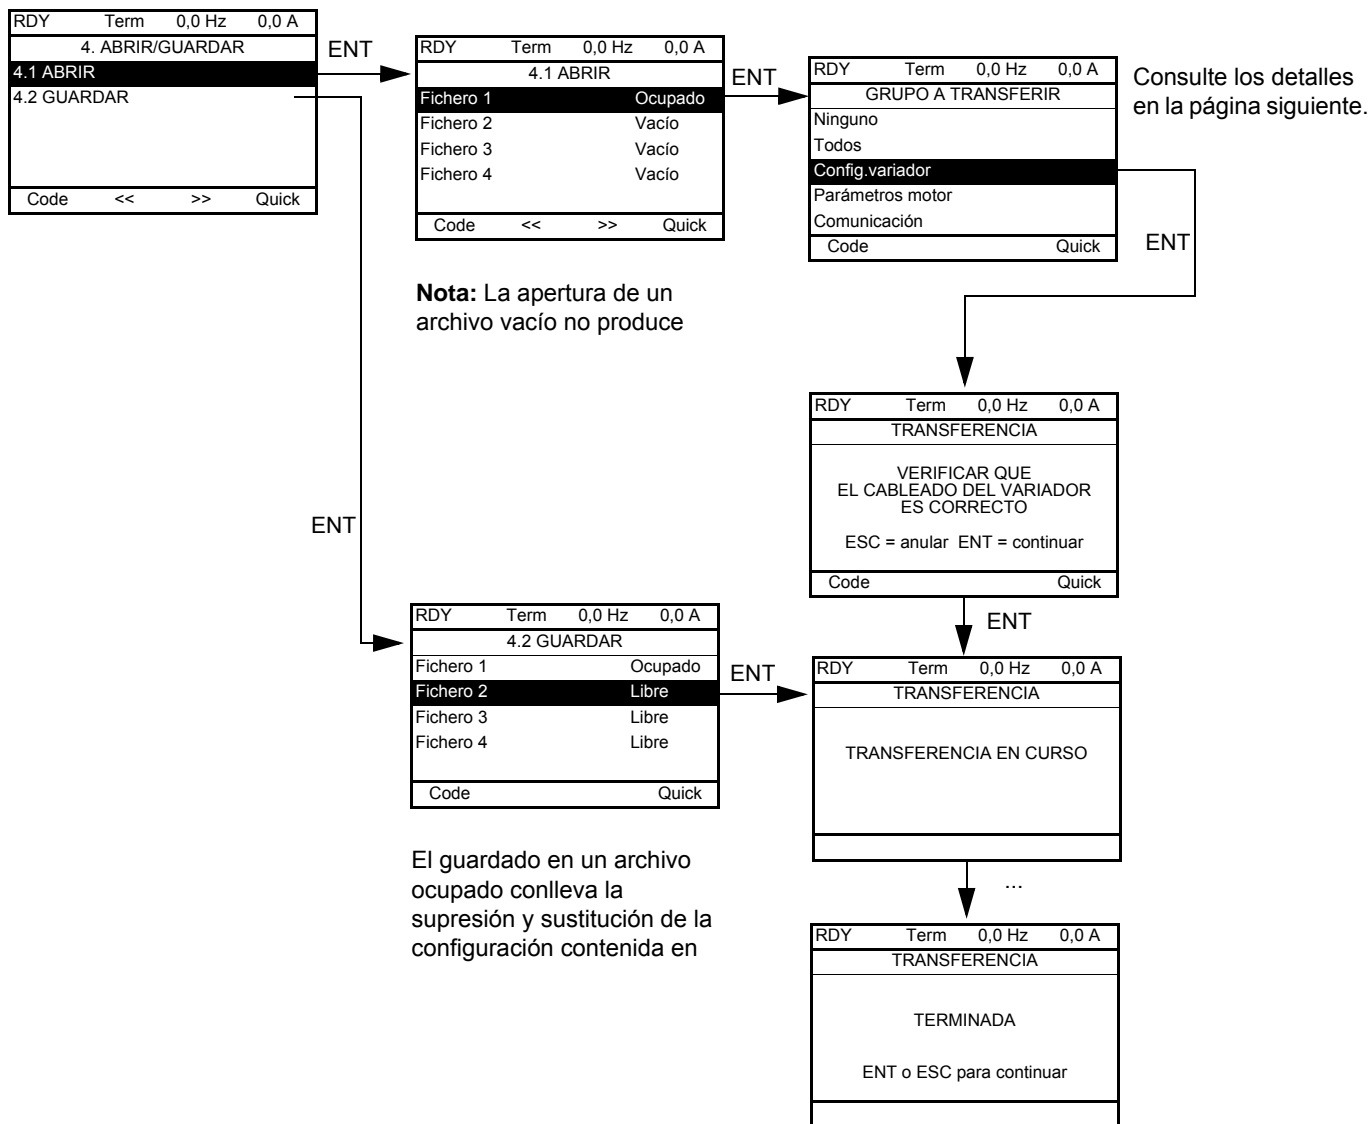 RDY Term 0,0 Hz 0,0 A
4. ABRIR/GUARDAR
4.1 ABRIR
4.2 GUARDAR
Code << >> Quick
ENT
RDY Term 0,0 Hz 0,0 A
4.1 ABRIR
Fichero 1 Ocupado
Fichero 2 Vacío
Fichero 3 Vacío
Fichero 4 Vacío
Code << >> Quick
ENT
RDY Term 0,0 Hz 0,0 A
GRUPO A TRANSFERIR
Ninguno
Todos
Config.variador
Parámetros motor
Comunicación
Code Quick
Consulte los detalles
en la página siguiente.
ENT
Nota: La apertura de un
archivo vacío no produce
RDY Term 0,0 Hz 0,0 A
TRANSFERENCIA
VERIFICAR QUE
EL CABLEADO DEL VARIADOR
ES CORRECTO
ESC = anular ENT = continuar
Code Quick
ENT
ENT
RDY Term 0,0 Hz 0,0 A
4.2 GUARDAR
Fichero 1 Ocupado
Fichero 2 Libre
Fichero 3 Libre
Fichero 4 Libre
Code Quick
ENT
RDY Term 0,0 Hz 0,0 A
TRANSFERENCIA
TRANSFERENCIA EN CURSO
...
El guardado en un archivo
ocupado conlleva la
supresión y sustitución de la
configuración contenida en
RDY Term 0,0 Hz 0,0 A
TRANSFERENCIA
TERMINADA
ENT o ESC para continuar